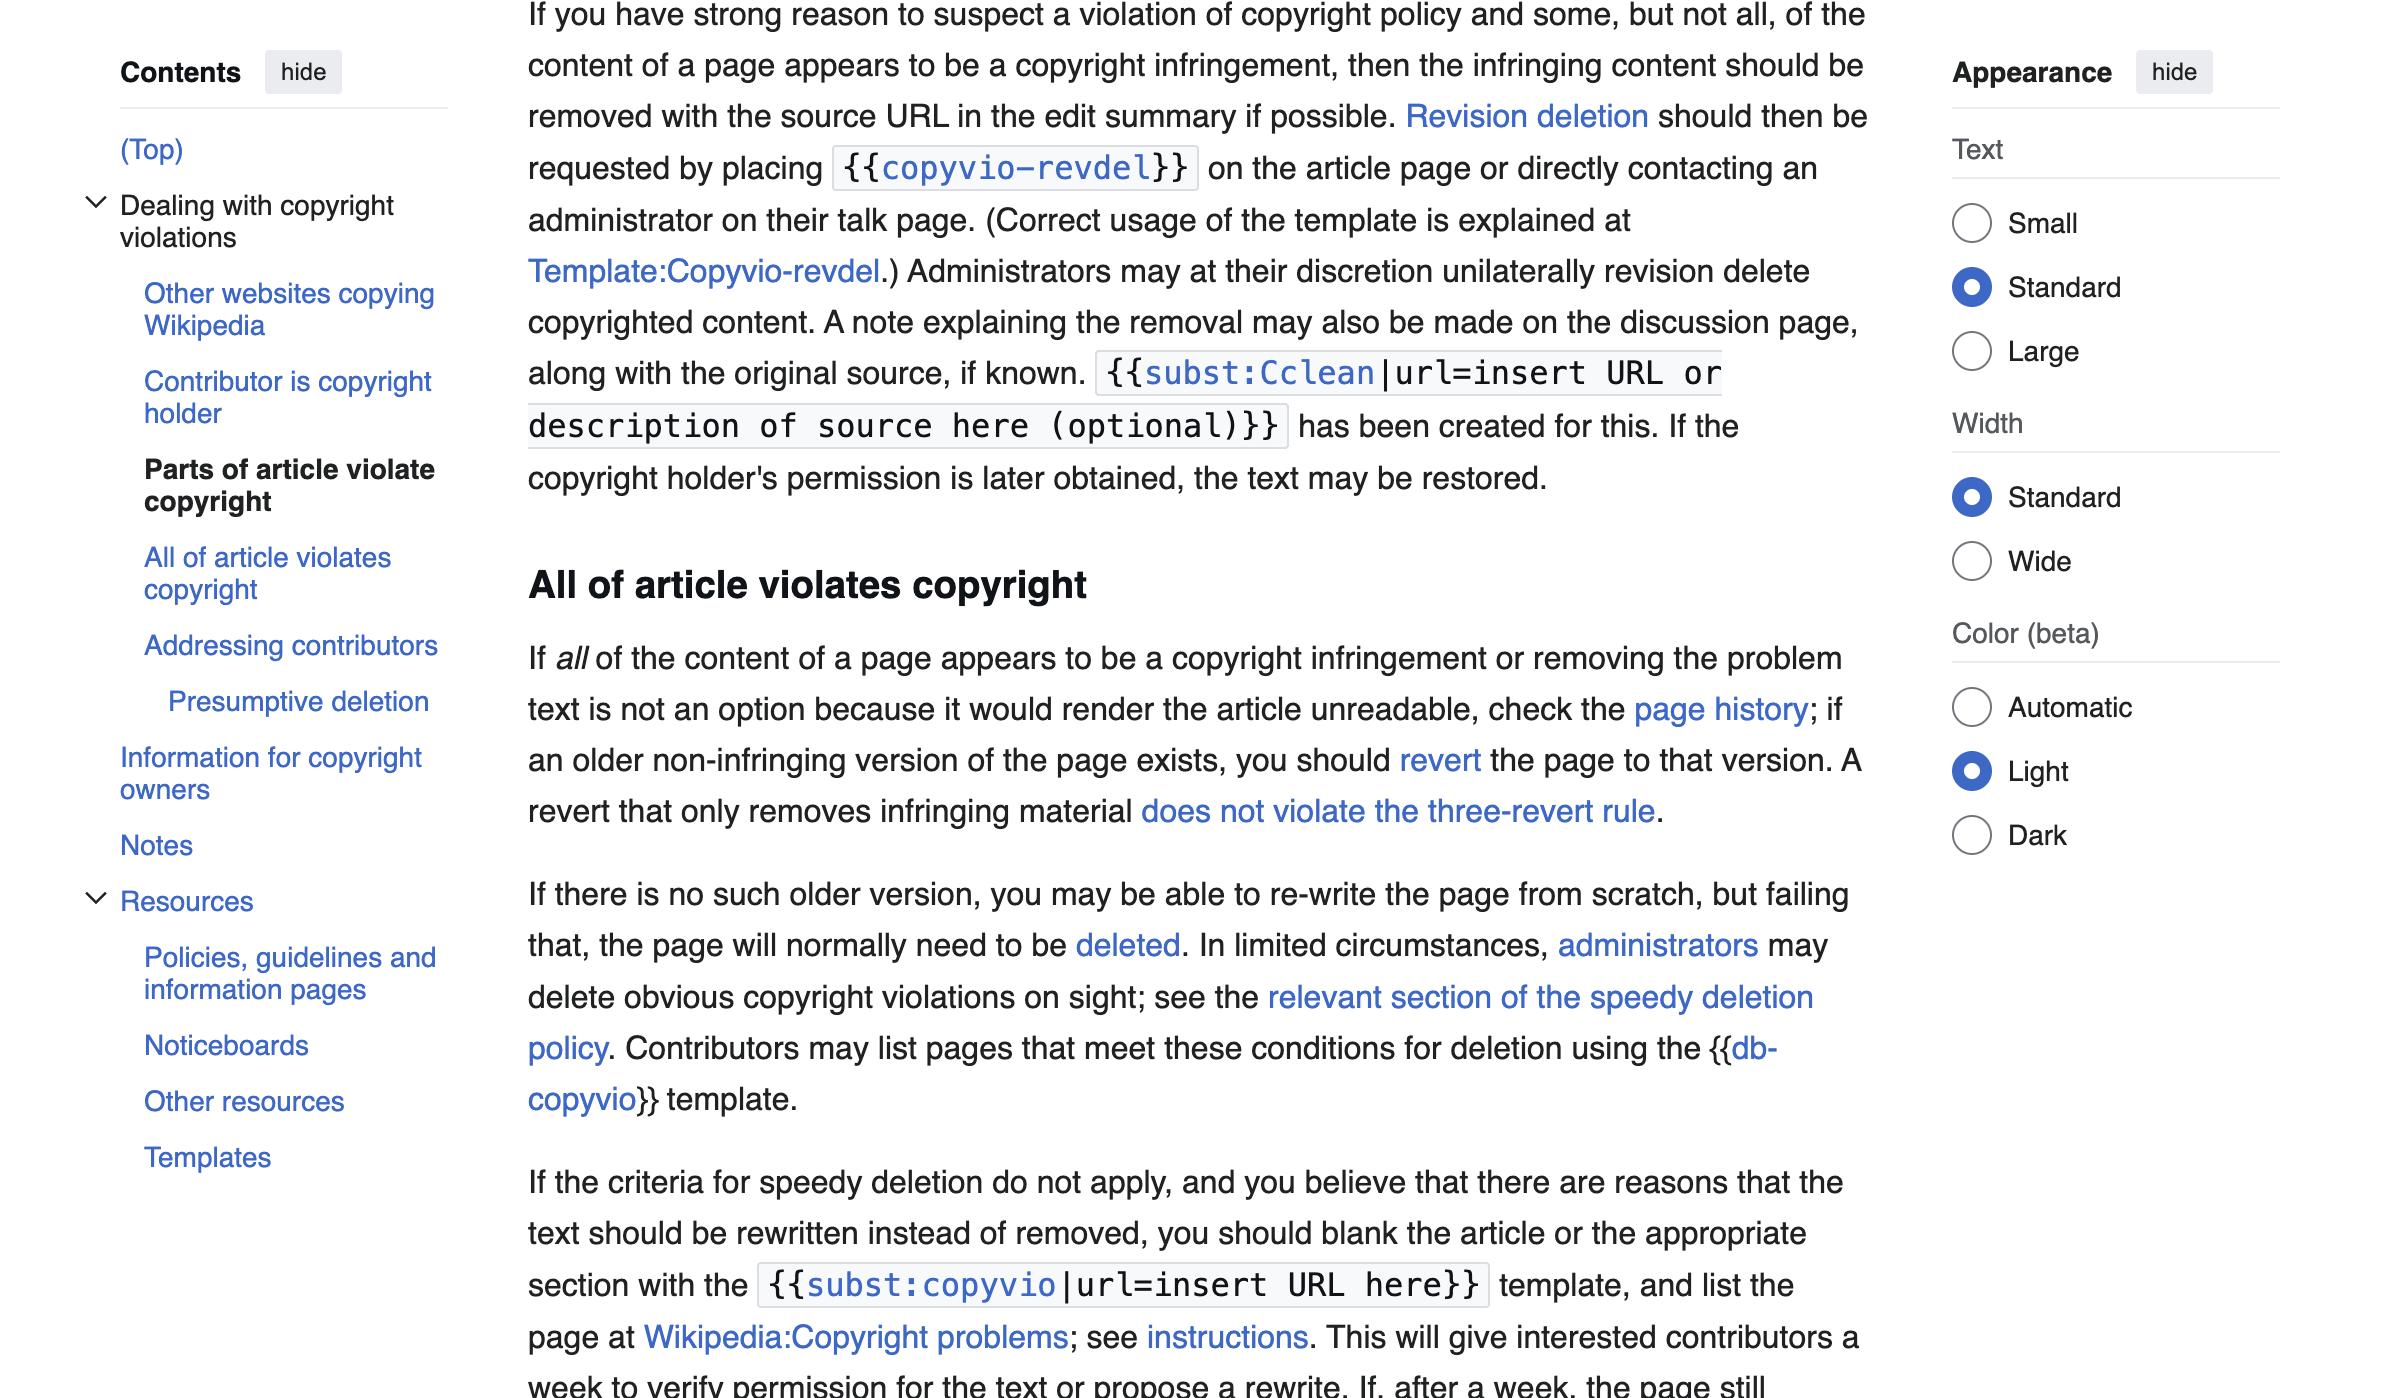 Contents hide
(Top)
Dealing with copyright
violations
Other websites copying
Wikipedia
Contributor is copyright
holder
Parts of article violate
copyright
All of article violates
copyright
Addressing contributors
Presumptive deletion
Information for copyright
owners
Notes
Resources
Policies, guidelines and
information pages
Noticeboards
Other resources
Templates
If you have strong reason to suspect a violation of copyright policy and some, but not all, of the
content of a page appears to be a copyright infringement, then the infringing content should be
removed with the source URL in the edit summary if possible. Revision deletion should then be
requested by placing {{copyvio-revdel}} on the article page or directly contacting an
administrator on their talk page. (Correct usage of the template is explained at
Template:Copyvio-revdel.) Administrators may at their discretion unilaterally revision delete
copyrighted content. A note explaining the removal may also be made on the discussion page,
along with the original source, if known. {{subst:Cclean|url=insert URL or
description of source here (optional)}} has been created for this. If the
copyright holder's permission is later obtained, the text may be restored.
All of article violates copyright
If all of the content of a page appears to be a copyright infringement or removing the problem
text is not an option because it would render the article unreadable, check the page history; if
an older non-infringing version of the page exists, you should revert the page to that version. A
revert that only removes infringing material does not violate the three-revert rule.
If there is no such older version, you may be able to re-write the page from scratch, but failing
that, the page will normally need to be deleted. In limited circumstances, administrators may
delete obvious copyright violations on sight; see the relevant section of the speedy deletion
policy. Contributors may list pages that meet these conditions for deletion using the {{db-
copyvio}} template.
If the criteria for speedy deletion do not apply, and you believe that there are reasons that the
text should be rewritten instead of removed, you should blank the article or the appropriate
section with the {{subst:copyvio|url=insert URL here}} template, and list the
page at Wikipedia:Copyright problems; see instructions. This will give interested contributors a
week to verify permission for the text or propose a rewrite. If, after a week, the page still
Appearance hide
Text
Small
Standard
Large
Width
Standard
Wide
Color (beta)
Automatic
Light
Dark